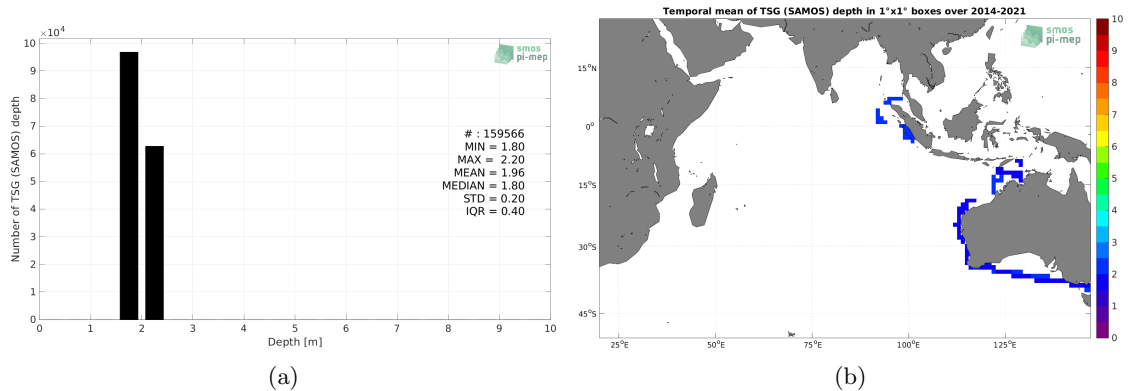 ×10⁴
10
9
8
7
6
5
4
3
2
1
0
Number of TSG (SAMOS) depth
smos
pi-mep
# : 159566
MIN = 1.80
MAX = 2.20
MEAN = 1.96
MEDIAN = 1.80
STD = 0.20
IQR = 0.40
0 1 2 3 4 5 6 7 8 9 10
Depth [m]
(a)
Temporal mean of TSG (SAMOS) depth in 1°x1° boxes over 2014-2021
smos
pi-mep
15°N
0°
15°S
30°S
45°S
25°E 50°E 75°E 100°E 125°E
10
9
8
7
6
5
4
3
2
1
0
(b)